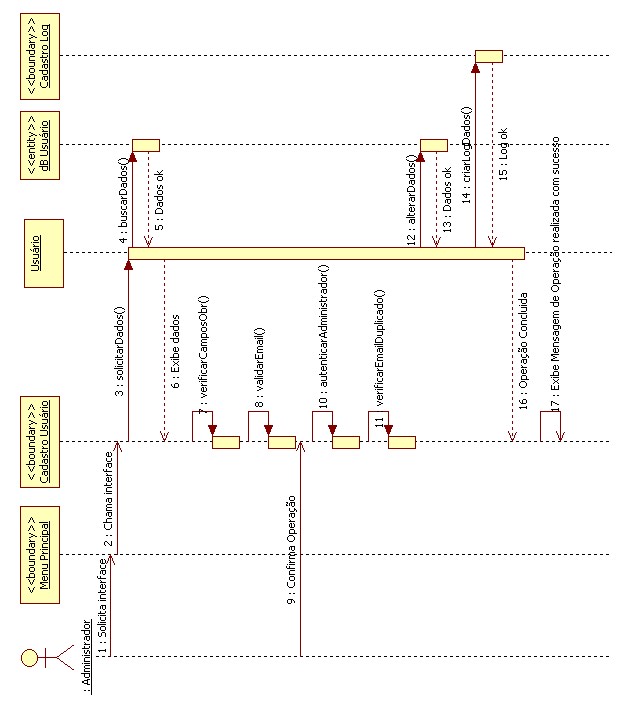 : Administrador
<<boundary>>
Menu Principal
<<boundary>>
Cadastro Usuário
Usuário
<<entity>>
dB Usuário
<<boundary>>
Cadastro Log
1 : Solicita interface
2 : Chama interface
3 : solicitarDados()
4 : buscarDados()
5 : Dados ok
6 : Exibe dados
7 : verificarCamposObr()
8 : validarEmail()
9 : Confirma Operação
10 : autenticarAdministrador()
11 : verificarEmailDuplicado()
12 : alterarDados()
13 : Dados ok
14 : criarLogDados()
15 : Log ok
16 : Operação Concluida
17 : Exibe Mensagem de Operação realizada com sucesso